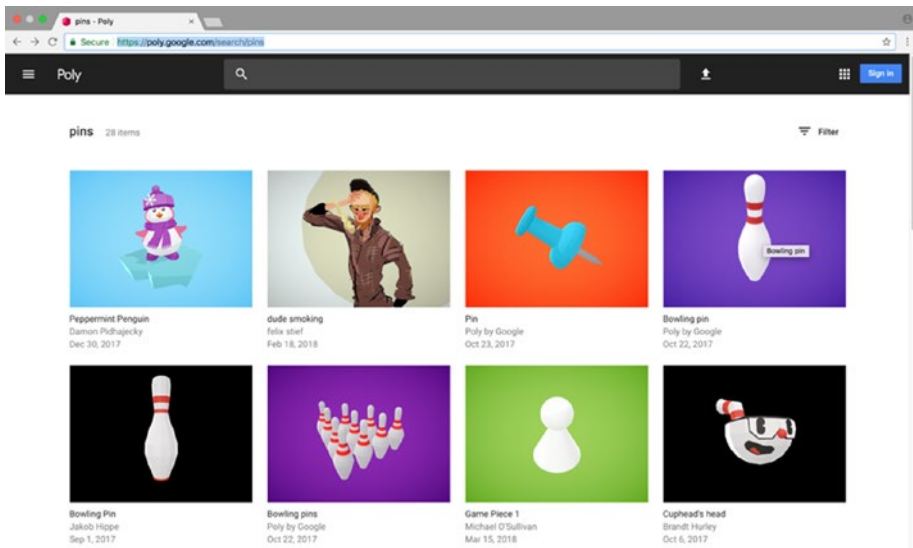 pins - Poly
Secure https://poly.google.com/search/pins
Poly
Sign in
pins 28 items
Filter
Peppermint Penguin
Damon Pidhajecky
Dec 30, 2017
dude smoking
felix stief
Feb 18, 2018
Pin
Poly by Google
Oct 23, 2017
Bowling pin
Bowling pin
Poly by Google
Oct 22, 2017
Bowling Pin
Jakob Hippe
Sep 1, 2017
Bowling pins
Poly by Google
Oct 22, 2017
Game Piece 1
Michael O'Sullivan
Mar 15, 2018
Cuphead's head
Brandt Hurley
Oct 6, 2017